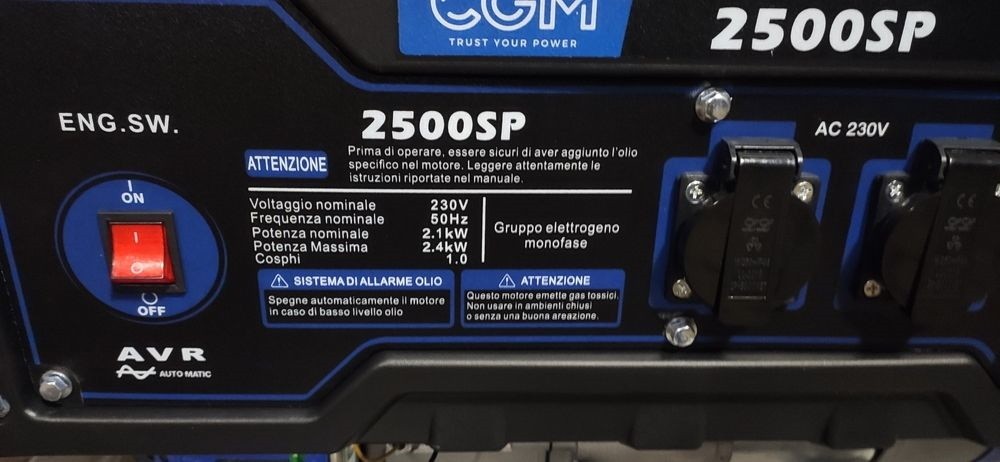 CGM
TRUST YOUR POWER
2500SP
ENG.SW.
I
ON
OFF
AVR
AUTO MATIC
2500SP
ATTENZIONE
Prima di operare, essere sicuri di aver aggiunto l'olio
specifico nel motore. Leggere attentamente le
istruzioni riportate nel manuale.
Voltaggio nominale 230V
Frequenza nominale 50Hz
Potenza nominale 2.1kW
Potenza Massima 2.4kW
Cosphi 1.0
Gruppo elettrogeno
monofase
SISTEMA DI ALLARME OLIO
Spegne automaticamente il motore
in caso di basso livello olio
ATTENZIONE
Questo motore emette gas tossici.
Non usare in ambienti chiusi
o senza una buona areazione.
AC 230V
CE
CE